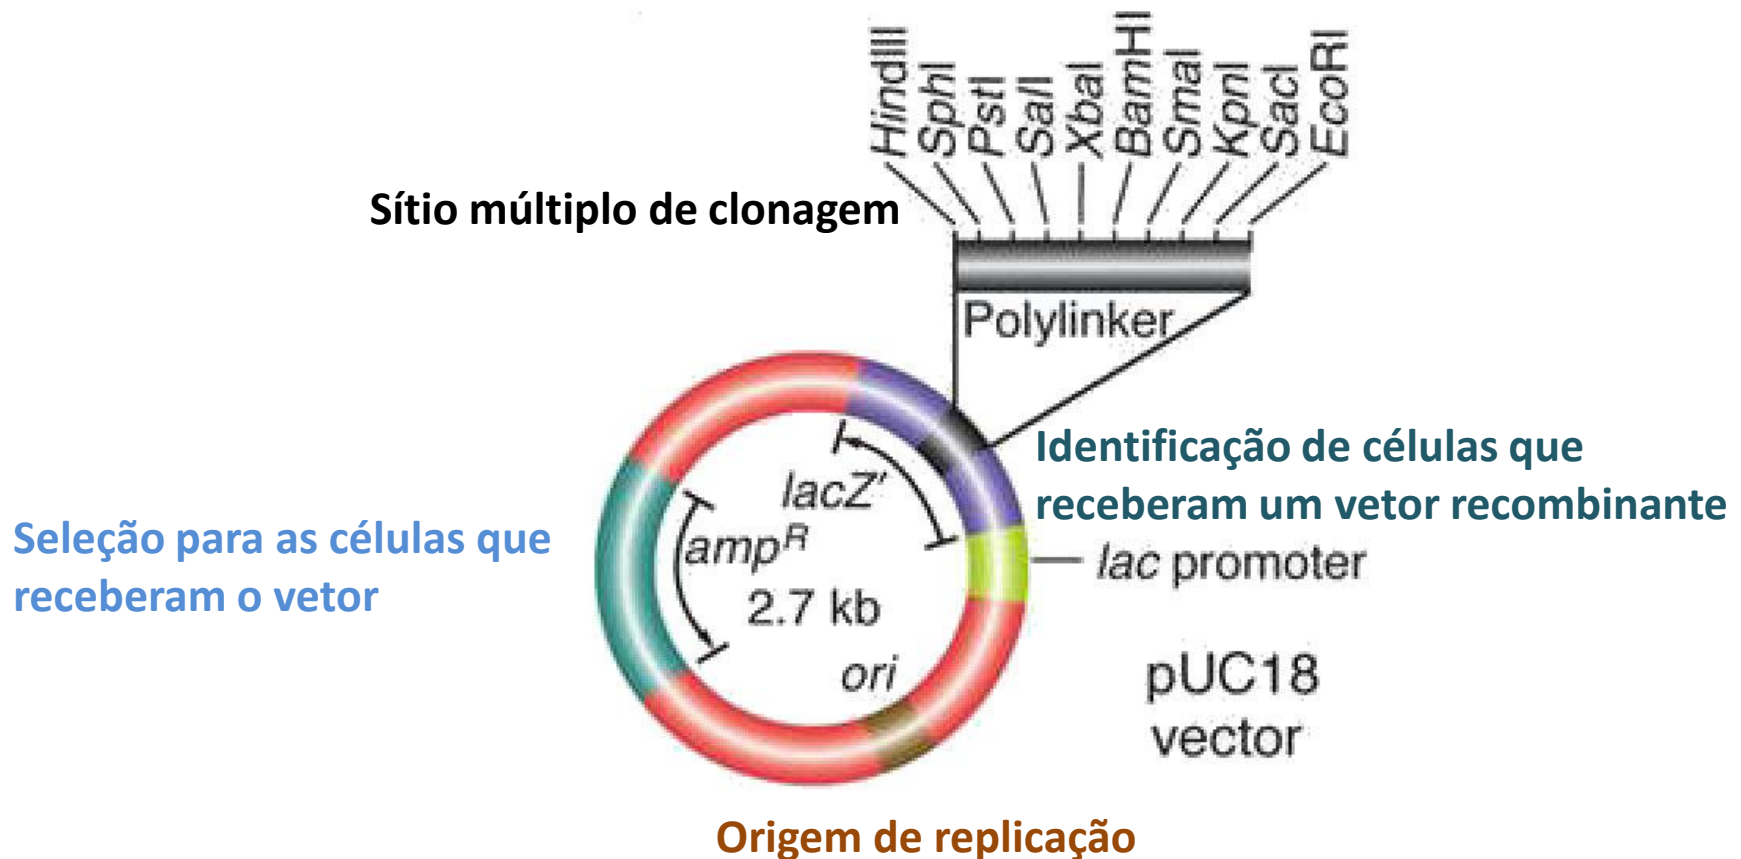 HindIII
SphI
PstI
SalI
XbaI
BamHI
SmaI
KpnI
SacI
EcoRI
Sítio múltiplo de clonagem
Polylinker
Identificação de células que
receberam um vetor recombinante
lacZ'
Seleção para as células que
receberam o vetor
ampᴿ
lac promoter
2.7 kb
ori
pUC18
vector
Origem de replicação